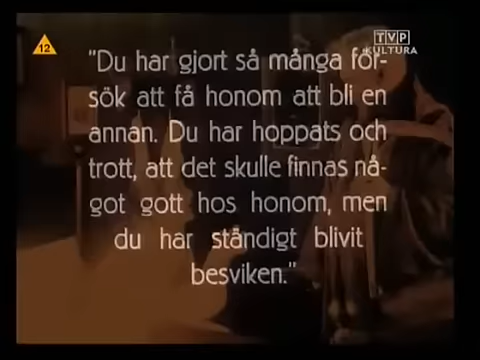 12
TVP
KULTURA
"Du har gjort så många för-
sök att få honom att bli en
annan. Du har hoppats och
trott, att det skulle finnas nå-
got gott hos honom, men
du har ständigt blivit
besviken."